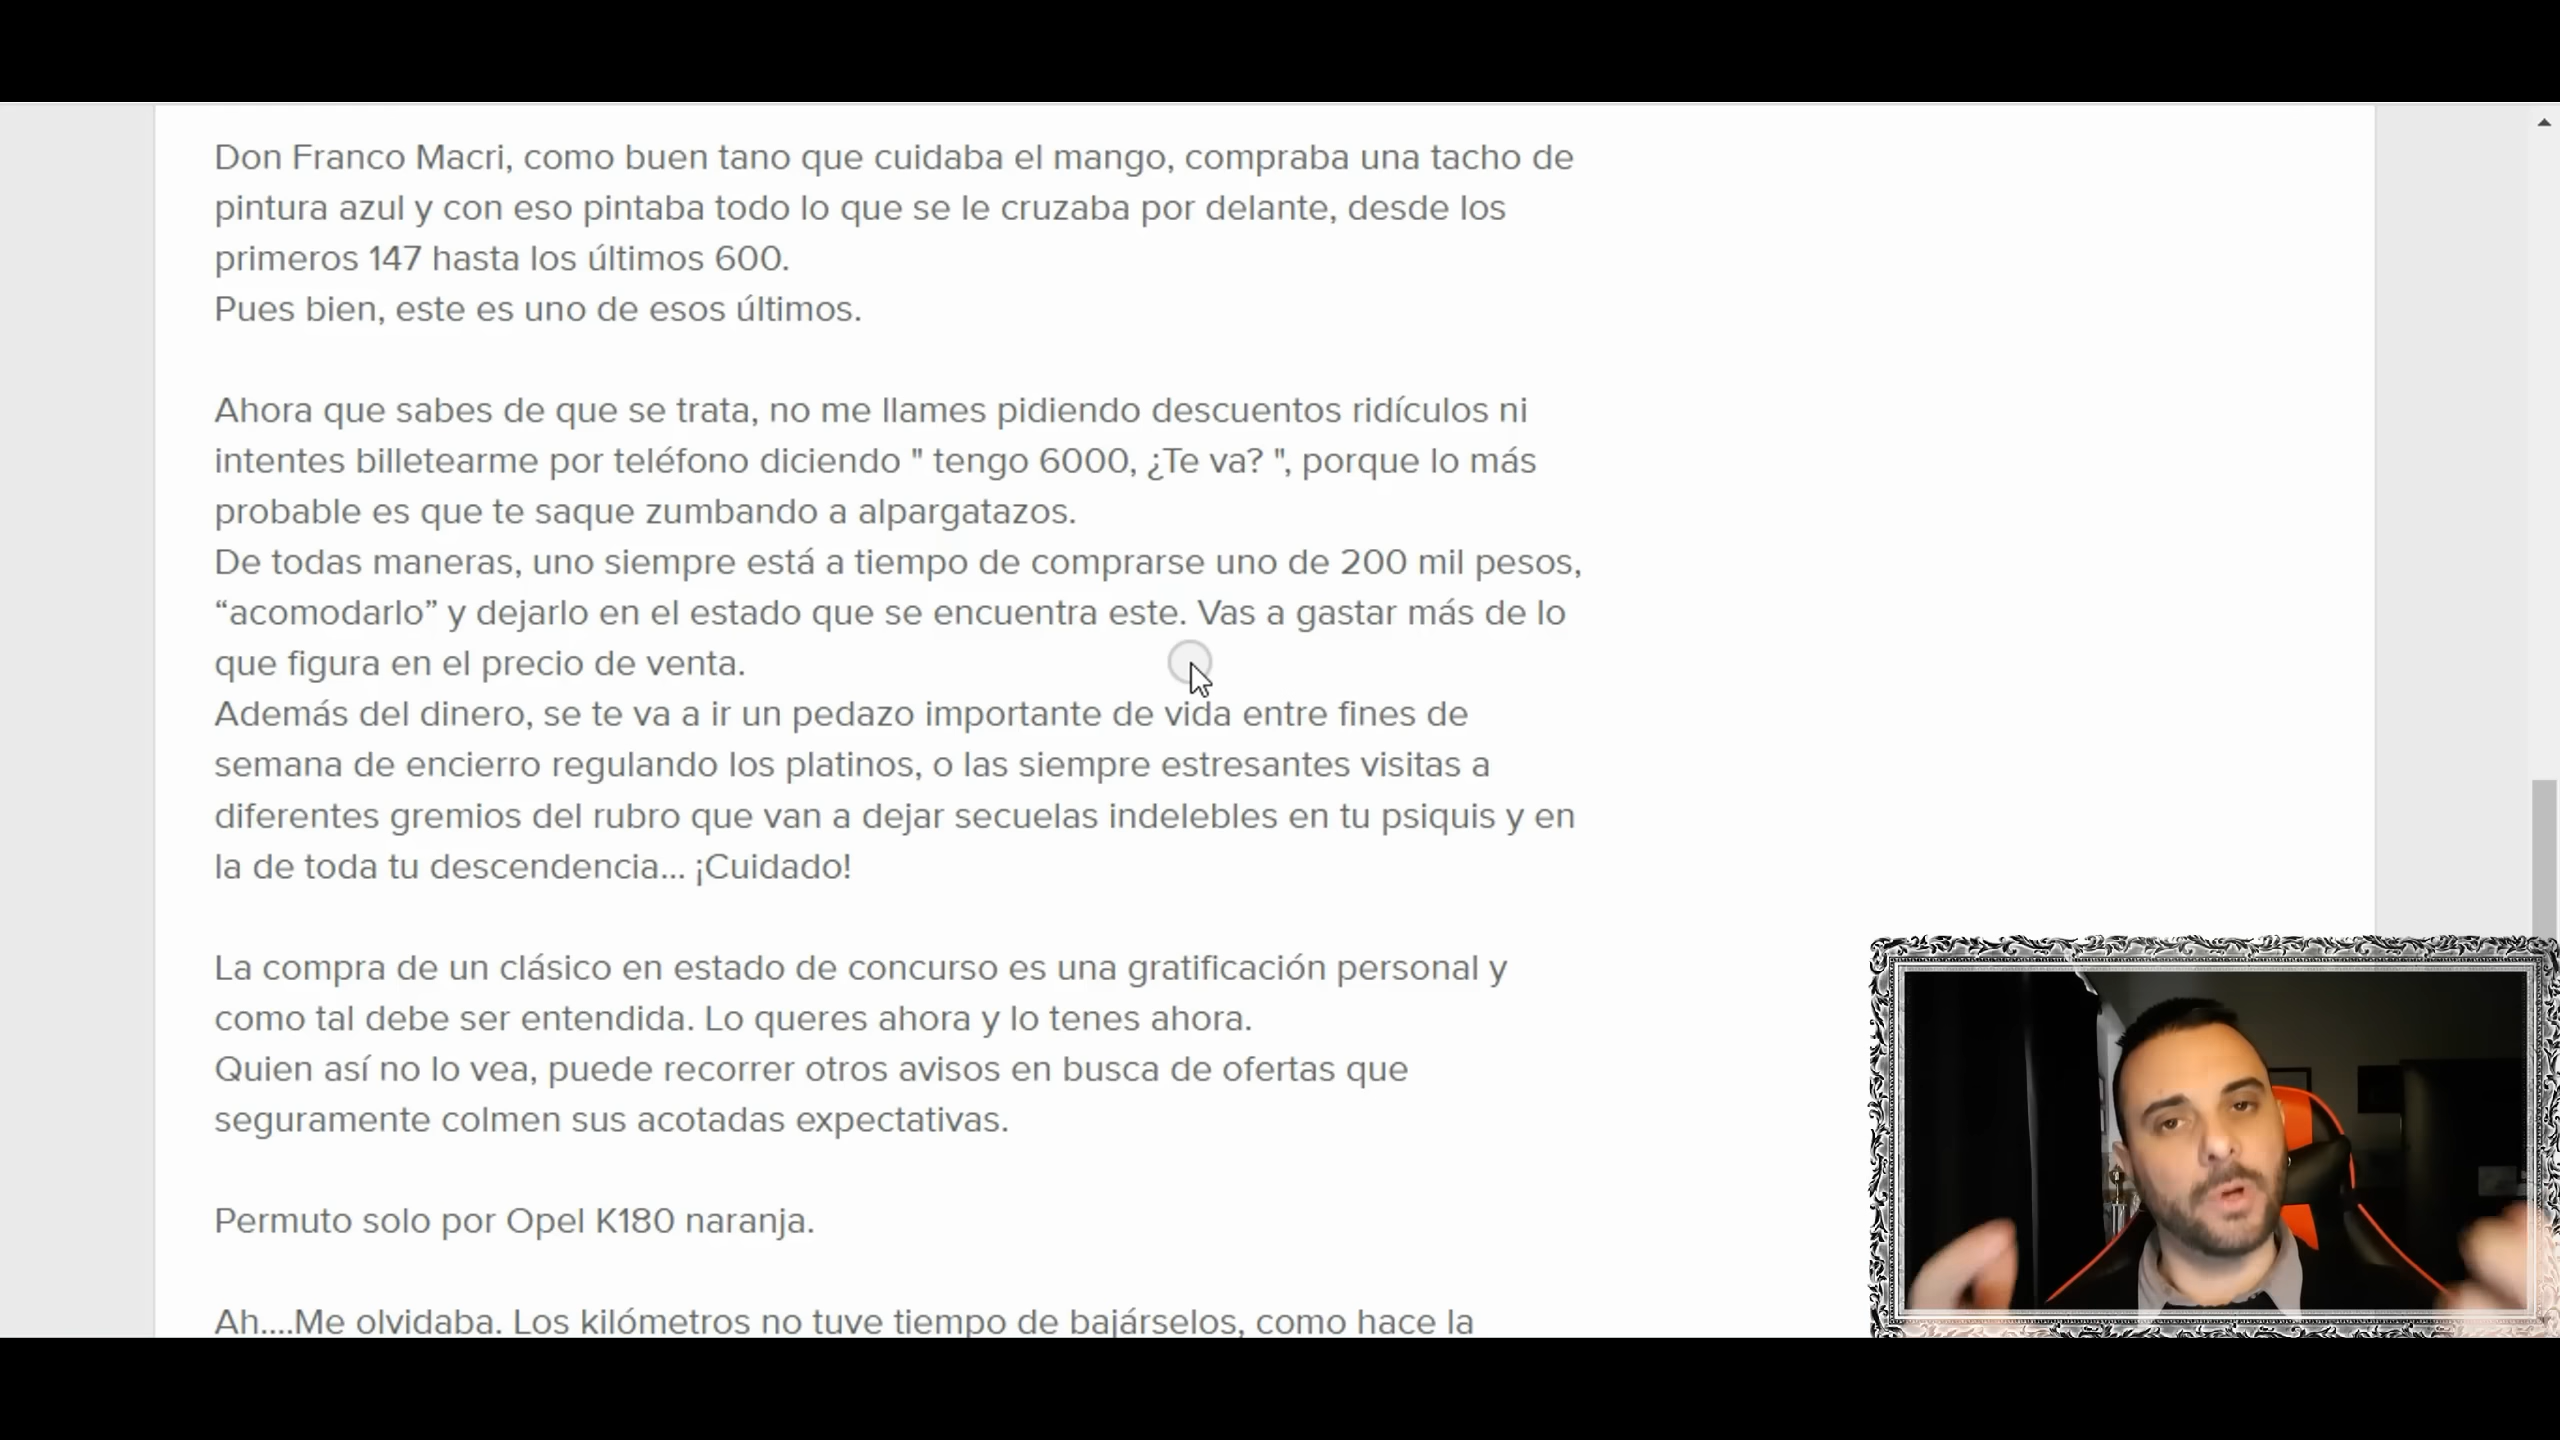 Don Franco Macri, como buen tano que cuidaba el mango, compraba una tacho de
pintura azul y con eso pintaba todo lo que se le cruzaba por delante, desde los
primeros 147 hasta los últimos 600.
Pues bien, este es uno de esos últimos.
Ahora que sabes de que se trata, no me llames pidiendo descuentos ridículos ni
intentes billetearme por teléfono diciendo " tengo 6000, ¿Te va? ", porque lo más
probable es que te saque zumbando a alpargatazos.
De todas maneras, uno siempre está a tiempo de comprarse uno de 200 mil pesos,
“acomodarlo” y dejarlo en el estado que se encuentra este. Vas a gastar más de lo
que figura en el precio de venta.
Además del dinero, se te va a ir un pedazo importante de vida entre fines de
semana de encierro regulando los platinos, o las siempre estresantes visitas a
diferentes gremios del rubro que van a dejar secuelas indelebles en tu psiquis y en
la de toda tu descendencia... ¡Cuidado!
La compra de un clásico en estado de concurso es una gratificación personal y
como tal debe ser entendida. Lo queres ahora y lo tenes ahora.
Quien así no lo vea, puede recorrer otros avisos en busca de ofertas que
seguramente colmen sus acotadas expectativas.
Permuto solo por Opel K180 naranja.
Ah....Me olvidaba. Los kilómetros no tuve tiempo de bajárselos, como hace la